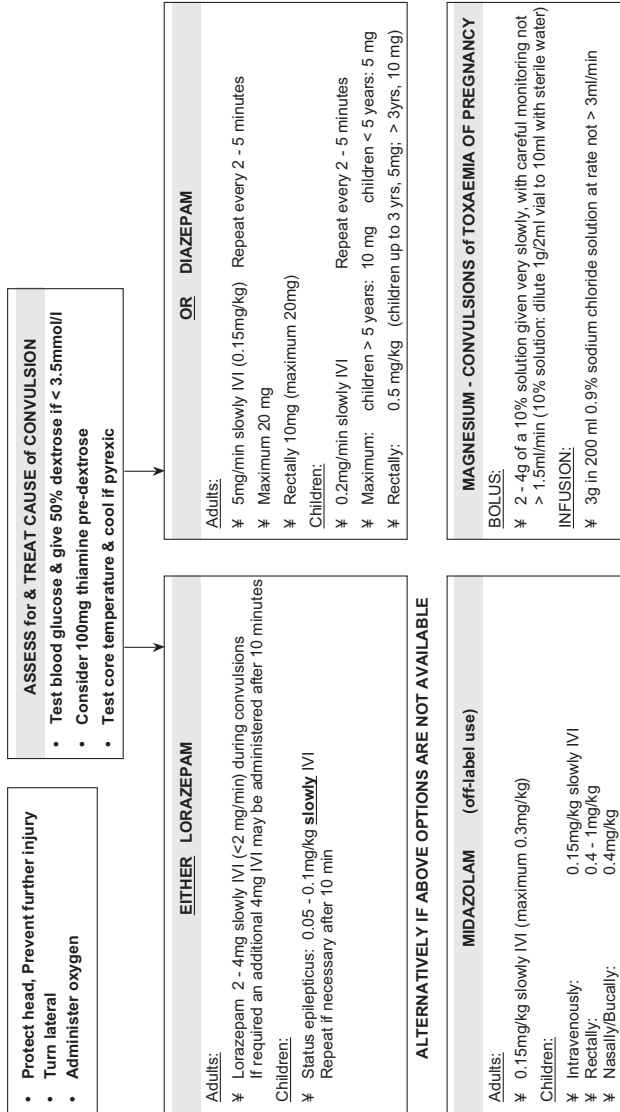 • Protect head, Prevent further injury
• Turn lateral
• Administer oxygen
ASSESS for & TREAT CAUSE of CONVULSION
• Test blood glucose & give 50% dextrose if < 3.5mmol/l
• Consider 100mg thiamine pre-dextrose
• Test core temperature & cool if pyrexic
EITHER LORAZEPAM
Adults:
¥ Lorazepam 2 - 4mg slowly IVI (<2 mg/min) during convulsions
If required an additional 4mg IVI may be administered after 10 minutes
Children:
¥ Status epilepticus: 0.05 - 0.1mg/kg slowly IVI
Repeat if necessary after 10 min
OR DIAZEPAM
Adults:
¥ 5mg/min slowly IVI (0.15mg/kg) Repeat every 2 - 5 minutes
¥ Maximum 20 mg
¥ Rectally 10mg (maximum 20mg)
Children:
¥ 0.2mg/min slowly IVI Repeat every 2 - 5 minutes
¥ Maximum: children > 5 years: 10 mg children < 5 years: 5 mg
¥ Rectally: 0.5 mg/kg (children up to 3 yrs, 5mg; > 3yrs, 10 mg)
ALTERNATIVELY IF ABOVE OPTIONS ARE NOT AVAILABLE
MIDAZOLAM (off-label use)
Adults:
¥ 0.15mg/kg slowly IVI (maximum 0.3mg/kg)
Children:
¥ Intravenously: 0.15mg/kg slowly IVI
¥ Rectally: 0.4 - 1mg/kg
¥ Nasally/Bucally: 0.4mg/kg
MAGNESIUM - CONVULSIONS of TOXAEMIA OF PREGNANCY
BOLUS:
¥ 2 - 4g of a 10% solution given very slowly, with careful monitoring not
> 1.5ml/min (10% solution: dilute 1g/2ml vial to 10ml with sterile water)
INFUSION:
¥ 3g in 200 ml 0.9% sodium chloride solution at rate not > 3ml/min